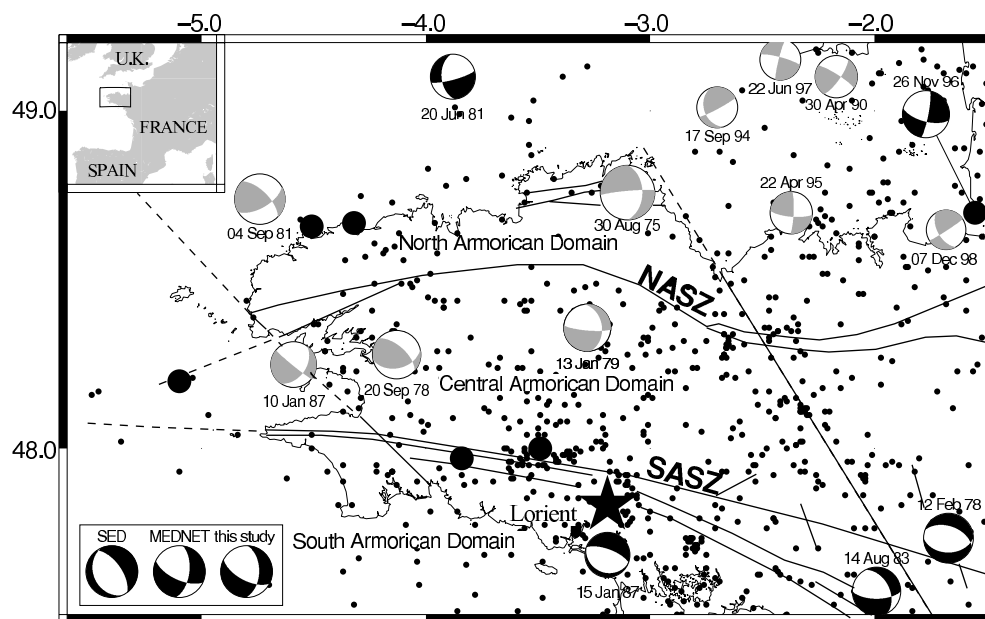 −5.0 −4.0 −3.0 −2.0
U.K.
FRANCE
SPAIN
49.0
48.0
20 Jun 81
22 Jun 97
30 Apr 90
26 Nov 96
17 Sep 94
22 Apr 95
04 Sep 81
30 Aug 75
07 Dec 98
North Armorican Domain
NASZ
13 Jan 79
10 Jan 87
20 Sep 78
Central Armorican Domain
SASZ
Lorient
12 Feb 78
South Armorican Domain
14 Aug 83
15 Jan 87
SED MEDNET this study